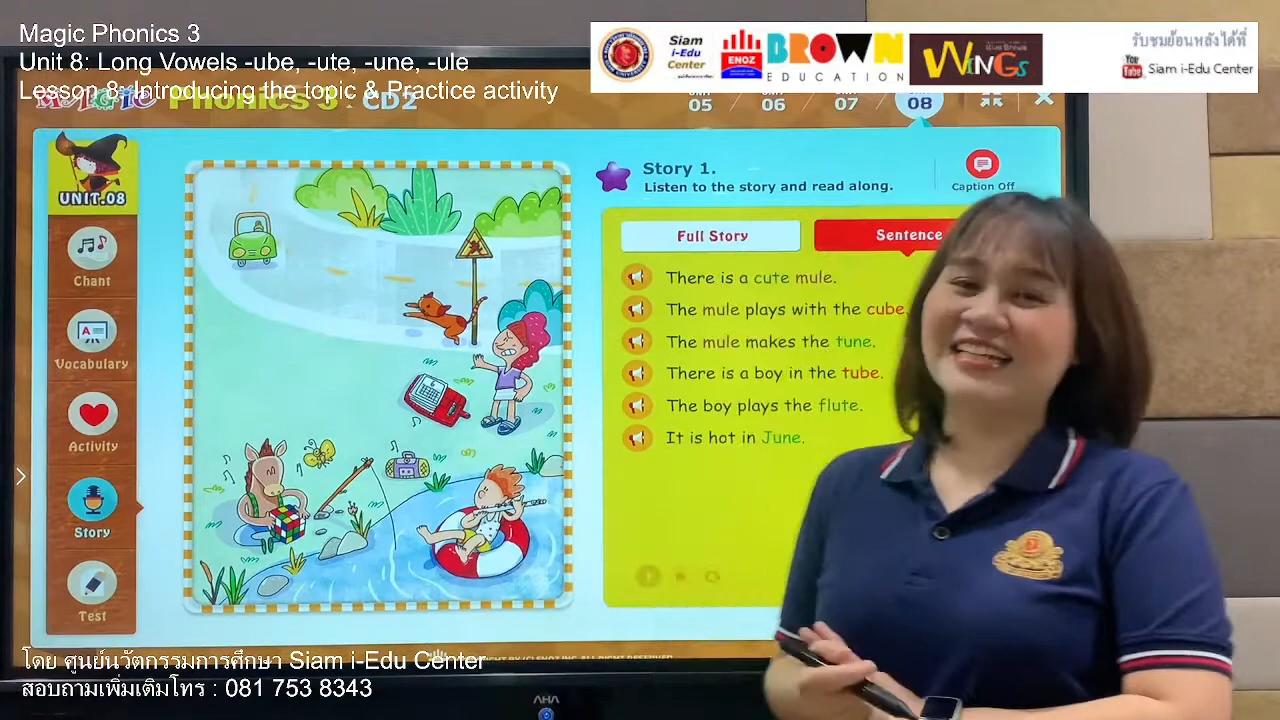 Magic Phonics 3
Unit 8: Long Vowels -ube, -ute, -une, -ule
Lesson 8: Introducing the topic & Practice activity
Siam
i-Edu
Center
ENOZ
BROWN
EDUCATION
WINGS
รับชมย้อนหลังได้ที่
You Tube Siam i-Edu Center
MAGIC Phonics 3 CD2
05
06
07
08
UNIT.08
Chant
Vocabulary
Activity
Story
Test
Story 1.
Listen to the story and read along.
Caption Off
Full Story
Sentence
There is a cute mule.
The mule plays with the cube.
The mule makes the tune.
There is a boy in the tube.
The boy plays the flute.
It is hot in June.
โดย ศูนย์นวัตกรรมการศึกษา Siam i-Edu Center
สอบถามเพิ่มเติมโทร : 081 753 8343
AHA